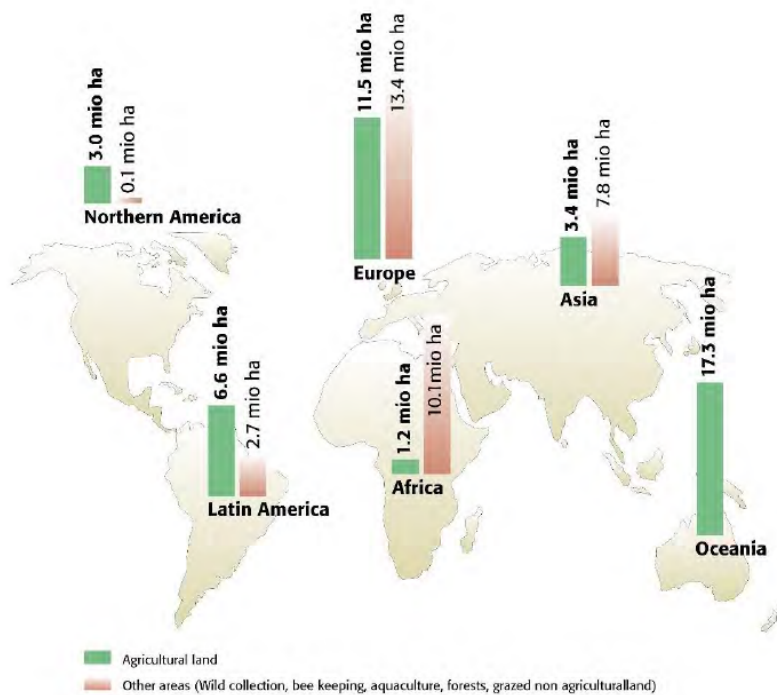 3.0 mio ha
0.1 mio ha
Northern America
11.5 mio ha
13.4 mio ha
Europe
3.4 mio ha
7.8 mio ha
Asia
6.6 mio ha
2.7 mio ha
Latin America
1.2 mio ha
10.1 mio ha
Africa
17.3 mio ha
Oceania
Agricultural land
Other areas (Wild collection, bee keeping, aquaculture, forests, grazed non agriculturalland)